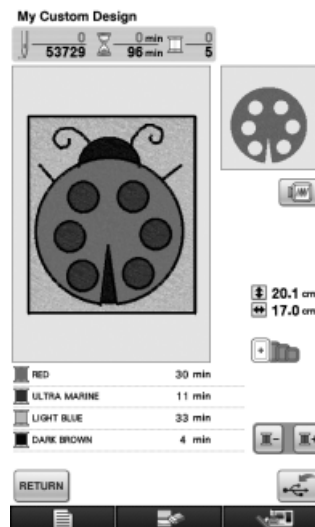 My Custom Design
0 0 min 0
53729 96 min 5
20.1 cm
17.0 cm
RED 30 min
ULTRA MARINE 11 min
LIGHT BLUE 33 min
DARK BROWN 4 min
RETURN